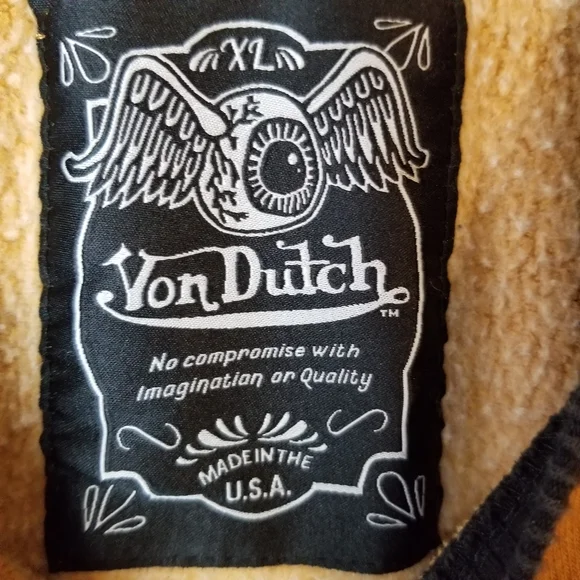 XL
Von Dutch
TM
No compromise with
Imagination or Quality
MADE IN THE
U.S.A.